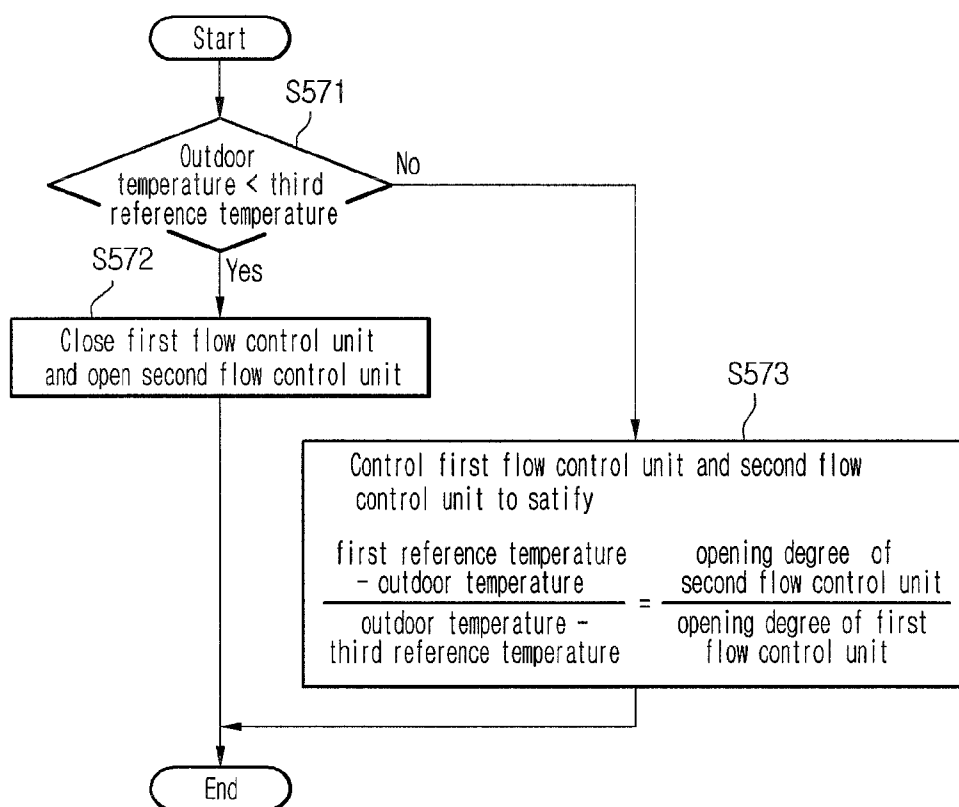 Start
S571
Outdoor
temperature < third
reference temperature
No
Yes
S572
Close first flow control unit
and open second flow control unit
S573
Control first flow control unit and second flow
control unit to satify
first reference temperature
- outdoor temperature
outdoor temperature -
third reference temperature
=
opening degree of
second flow control unit
opening degree of first
flow control unit
End